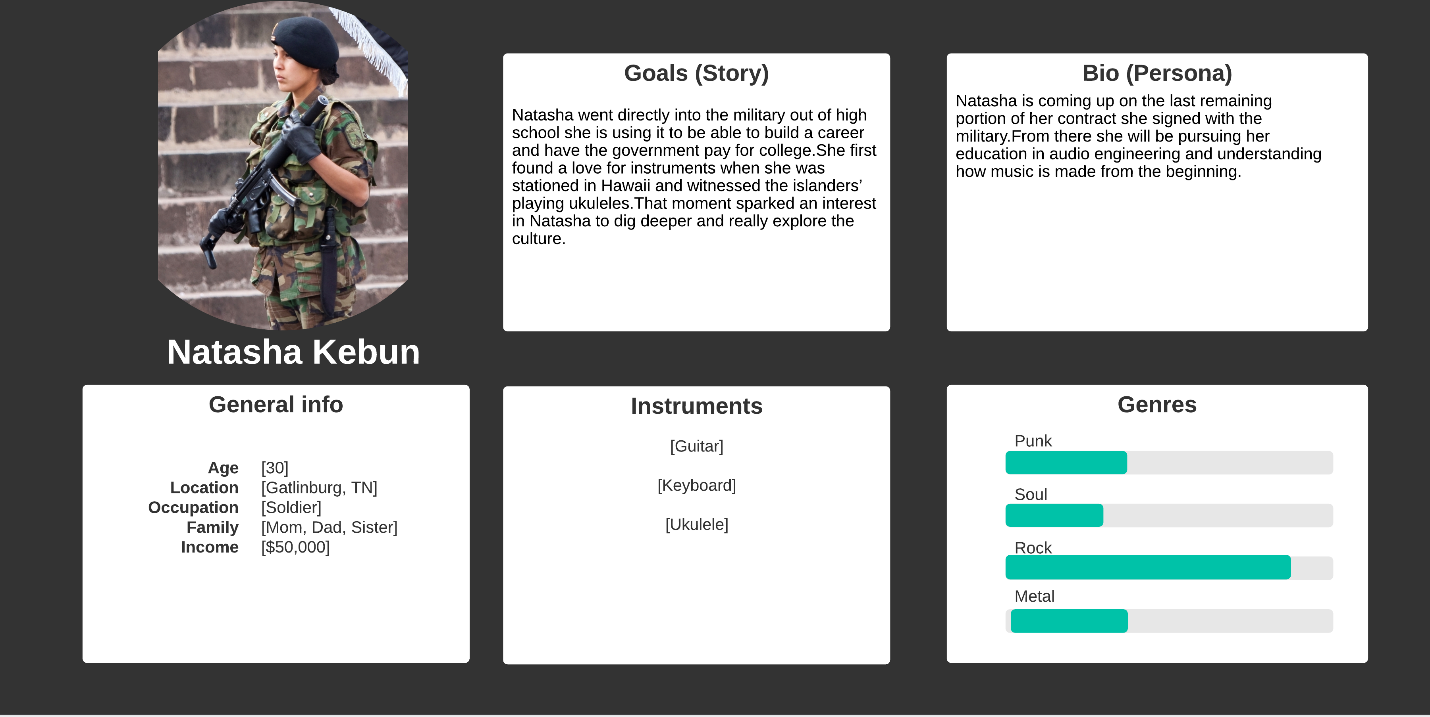 Natasha Kebun
Goals (Story)
Natasha went directly into the military out of high
school she is using it to be able to build a career
and have the government pay for college.She first
found a love for instruments when she was
stationed in Hawaii and witnessed the islanders’
playing ukuleles.That moment sparked an interest
in Natasha to dig deeper and really explore the
culture.
Bio (Persona)
Natasha is coming up on the last remaining
portion of her contract she signed with the
military.From there she will be pursuing her
education in audio engineering and understanding
how music is made from the beginning.
General info
Age [30]
Location [Gatlinburg, TN]
Occupation [Soldier]
Family [Mom, Dad, Sister]
Income [$50,000]
Instruments
[Guitar]
[Keyboard]
[Ukulele]
Genres
Punk
Soul
Rock
Metal